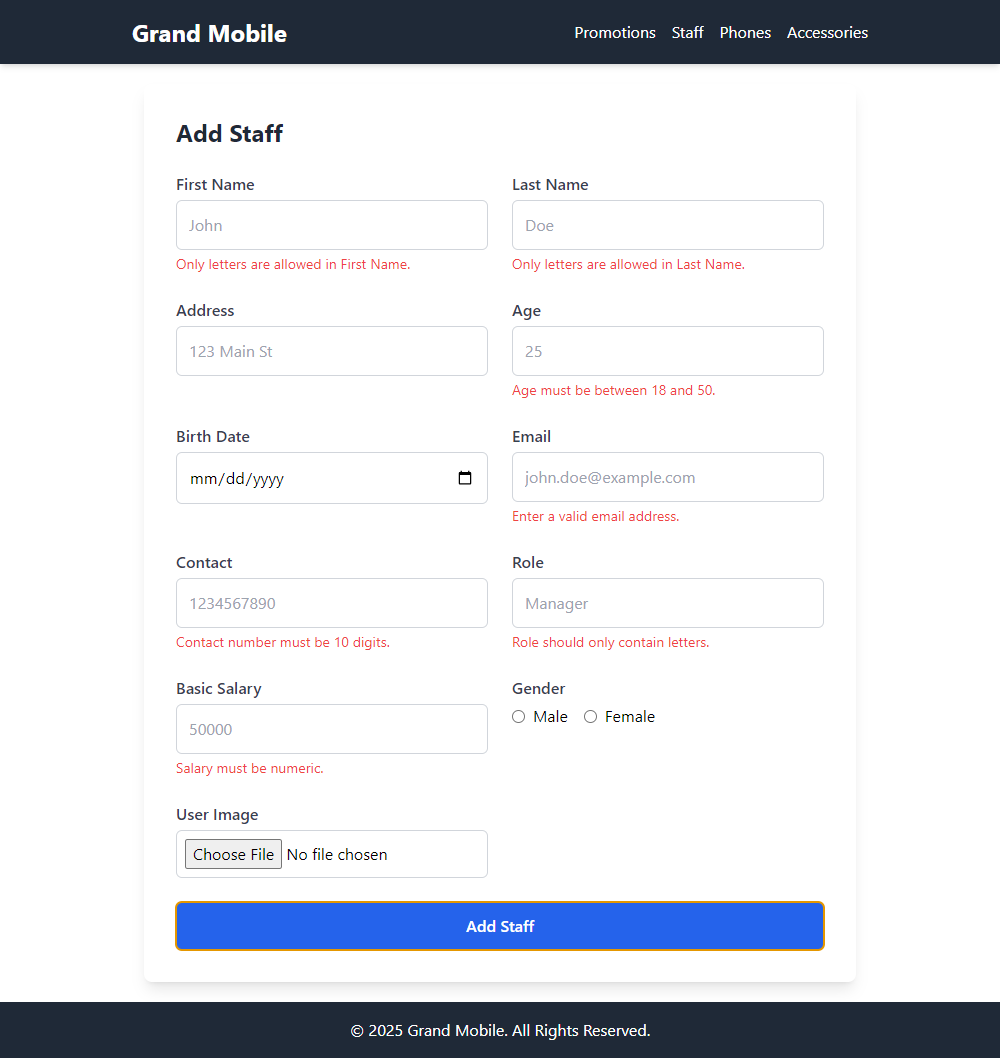 Grand Mobile
Promotions Staff Phones Accessories
Add Staff
First Name
John
Only letters are allowed in First Name.
Last Name
Doe
Only letters are allowed in Last Name.
Address
123 Main St
Age
25
Age must be between 18 and 50.
Birth Date
mm/dd/yyyy
Email
john.doe@example.com
Enter a valid email address.
Contact
1234567890
Contact number must be 10 digits.
Role
Manager
Role should only contain letters.
Basic Salary
50000
Salary must be numeric.
Gender
Male Female
User Image
Choose File No file chosen
Add Staff
© 2025 Grand Mobile. All Rights Reserved.